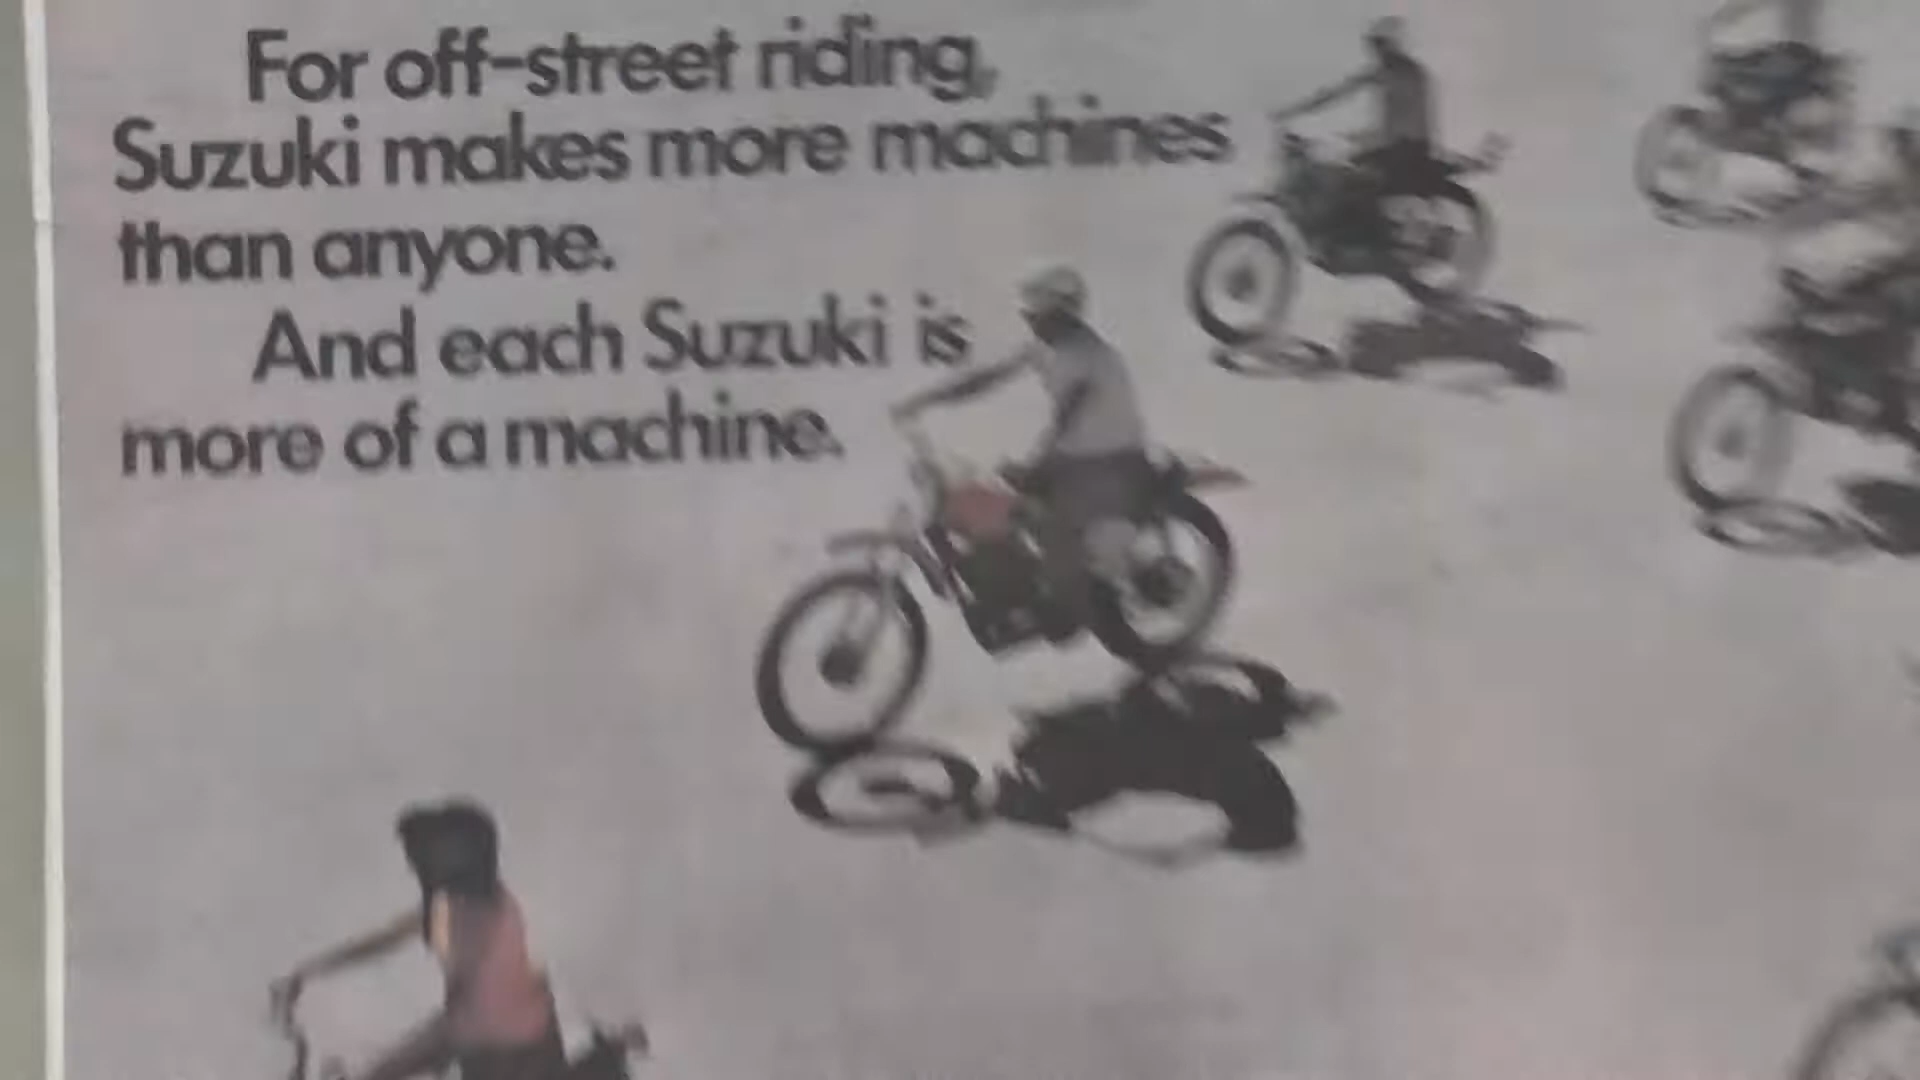 For off-street riding,
Suzuki makes more machines
than anyone.
And each Suzuki is
more of a machine.